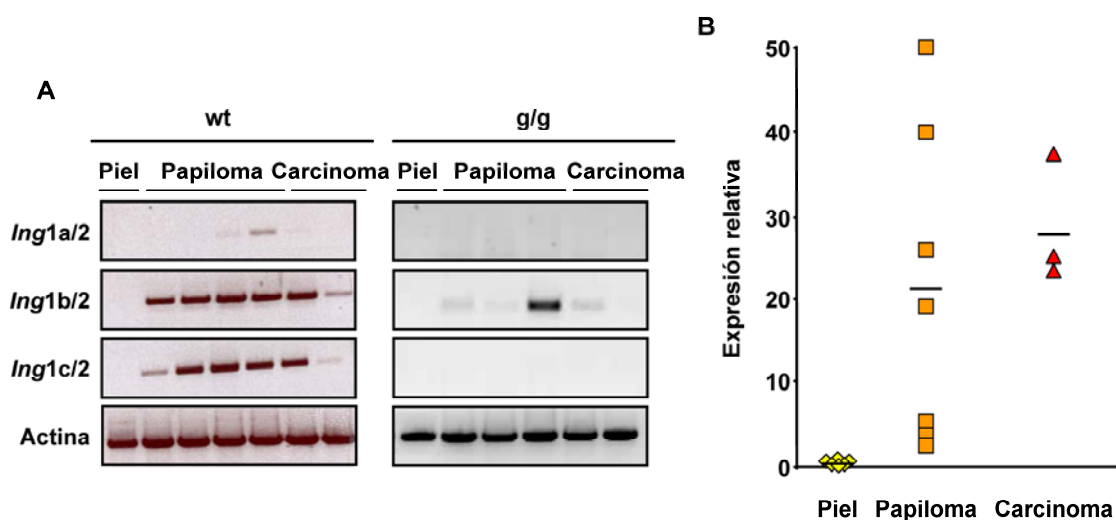 A
wt
g/g
Piel Papiloma Carcinoma
Piel Papiloma Carcinoma
Ing1a/2
Ing1b/2
Ing1c/2
Actina
B
Expresión relativa
50
40
30
20
10
0
Piel Papiloma Carcinoma